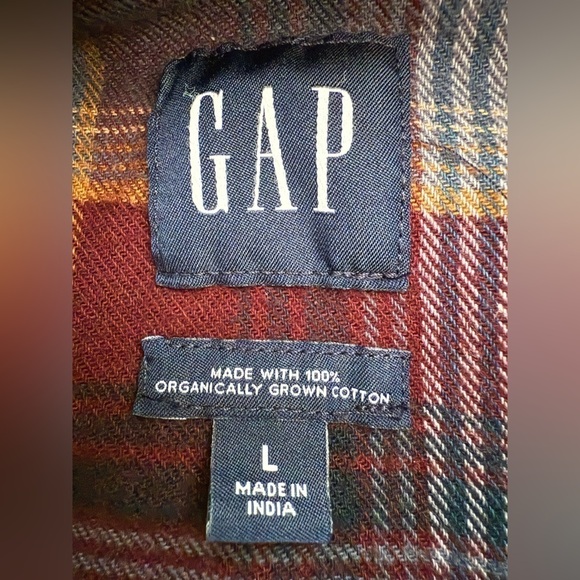 GAP
MADE WITH 100%
ORGANICALLY GROWN COTTON
L
MADE IN
INDIA